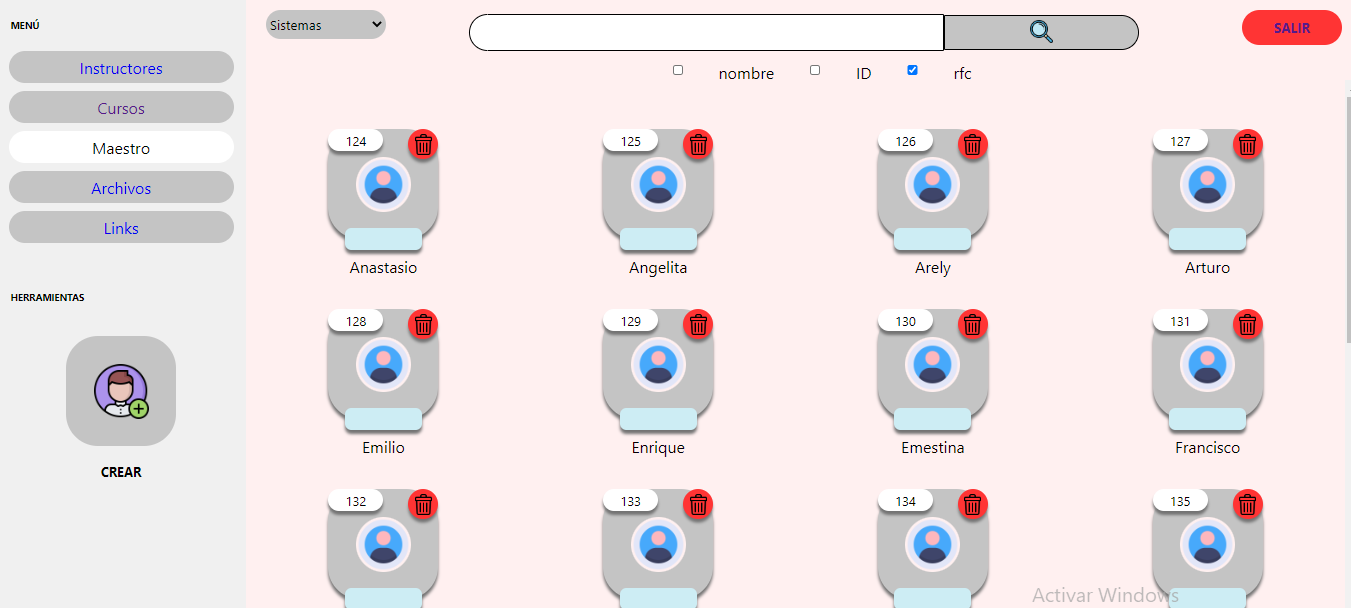 MENÚ
Instructores
Cursos
Maestro
Archivos
Links
HERRAMIENTAS
CREAR
Sistemas
SALIR
nombre ID rfc
124 125 126 127
Anastasio Angelita Arely Arturo
128 129 130 131
Emilio Enrique Emestina Francisco
132 133 134 135
Activar Windows